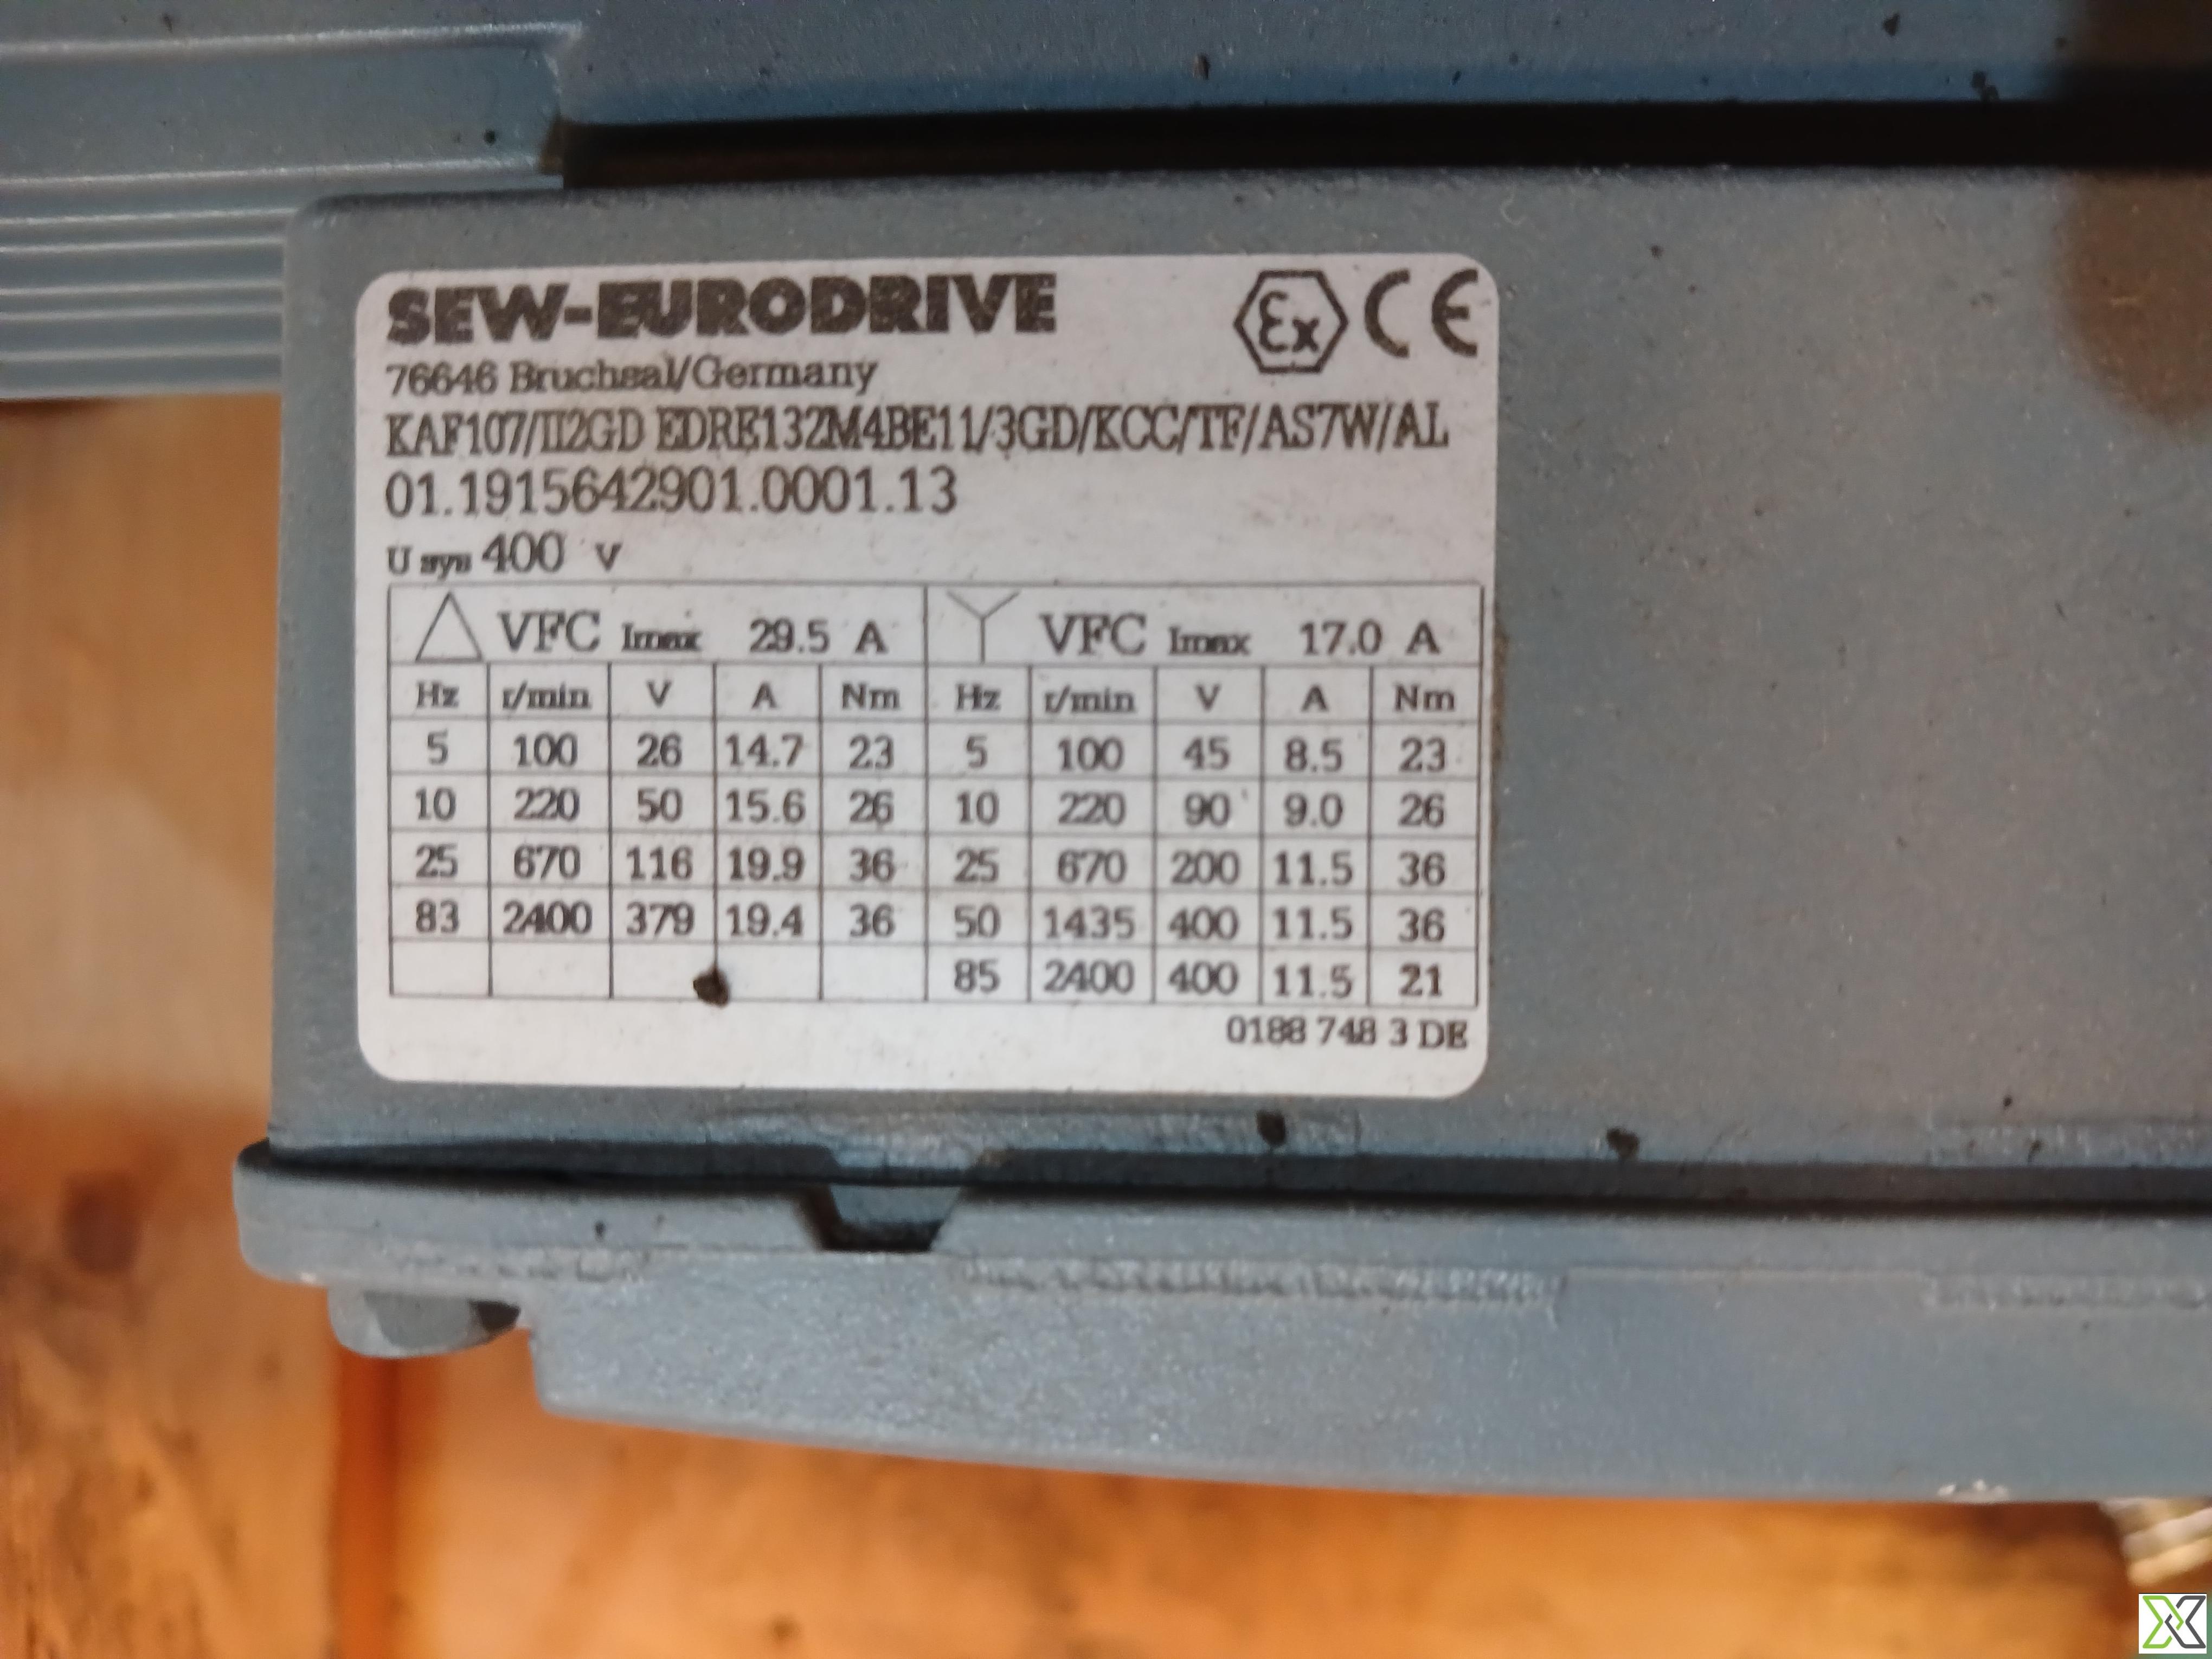 SEW-EURODRIVE Ex CE
76646 Bruchsal/Germany
KAF107/II2GD EDRE132M4BE11/3GD/KCC/TF/AS7W/AL
01.1915642901.0001.13
U sys 400 V
△ VFC Imax 29.5 A Y VFC Imax 17.0 A
Hz r/min V A Nm Hz r/min V A Nm
5 100 26 14.7 23 5 100 45 8.5 23
10 220 50 15.6 26 10 220 90 9.0 26
25 670 116 19.9 36 25 670 200 11.5 36
83 2400 379 19.4 36 50 1435 400 11.5 36
85 2400 400 11.5 21
0188 748 3 DE